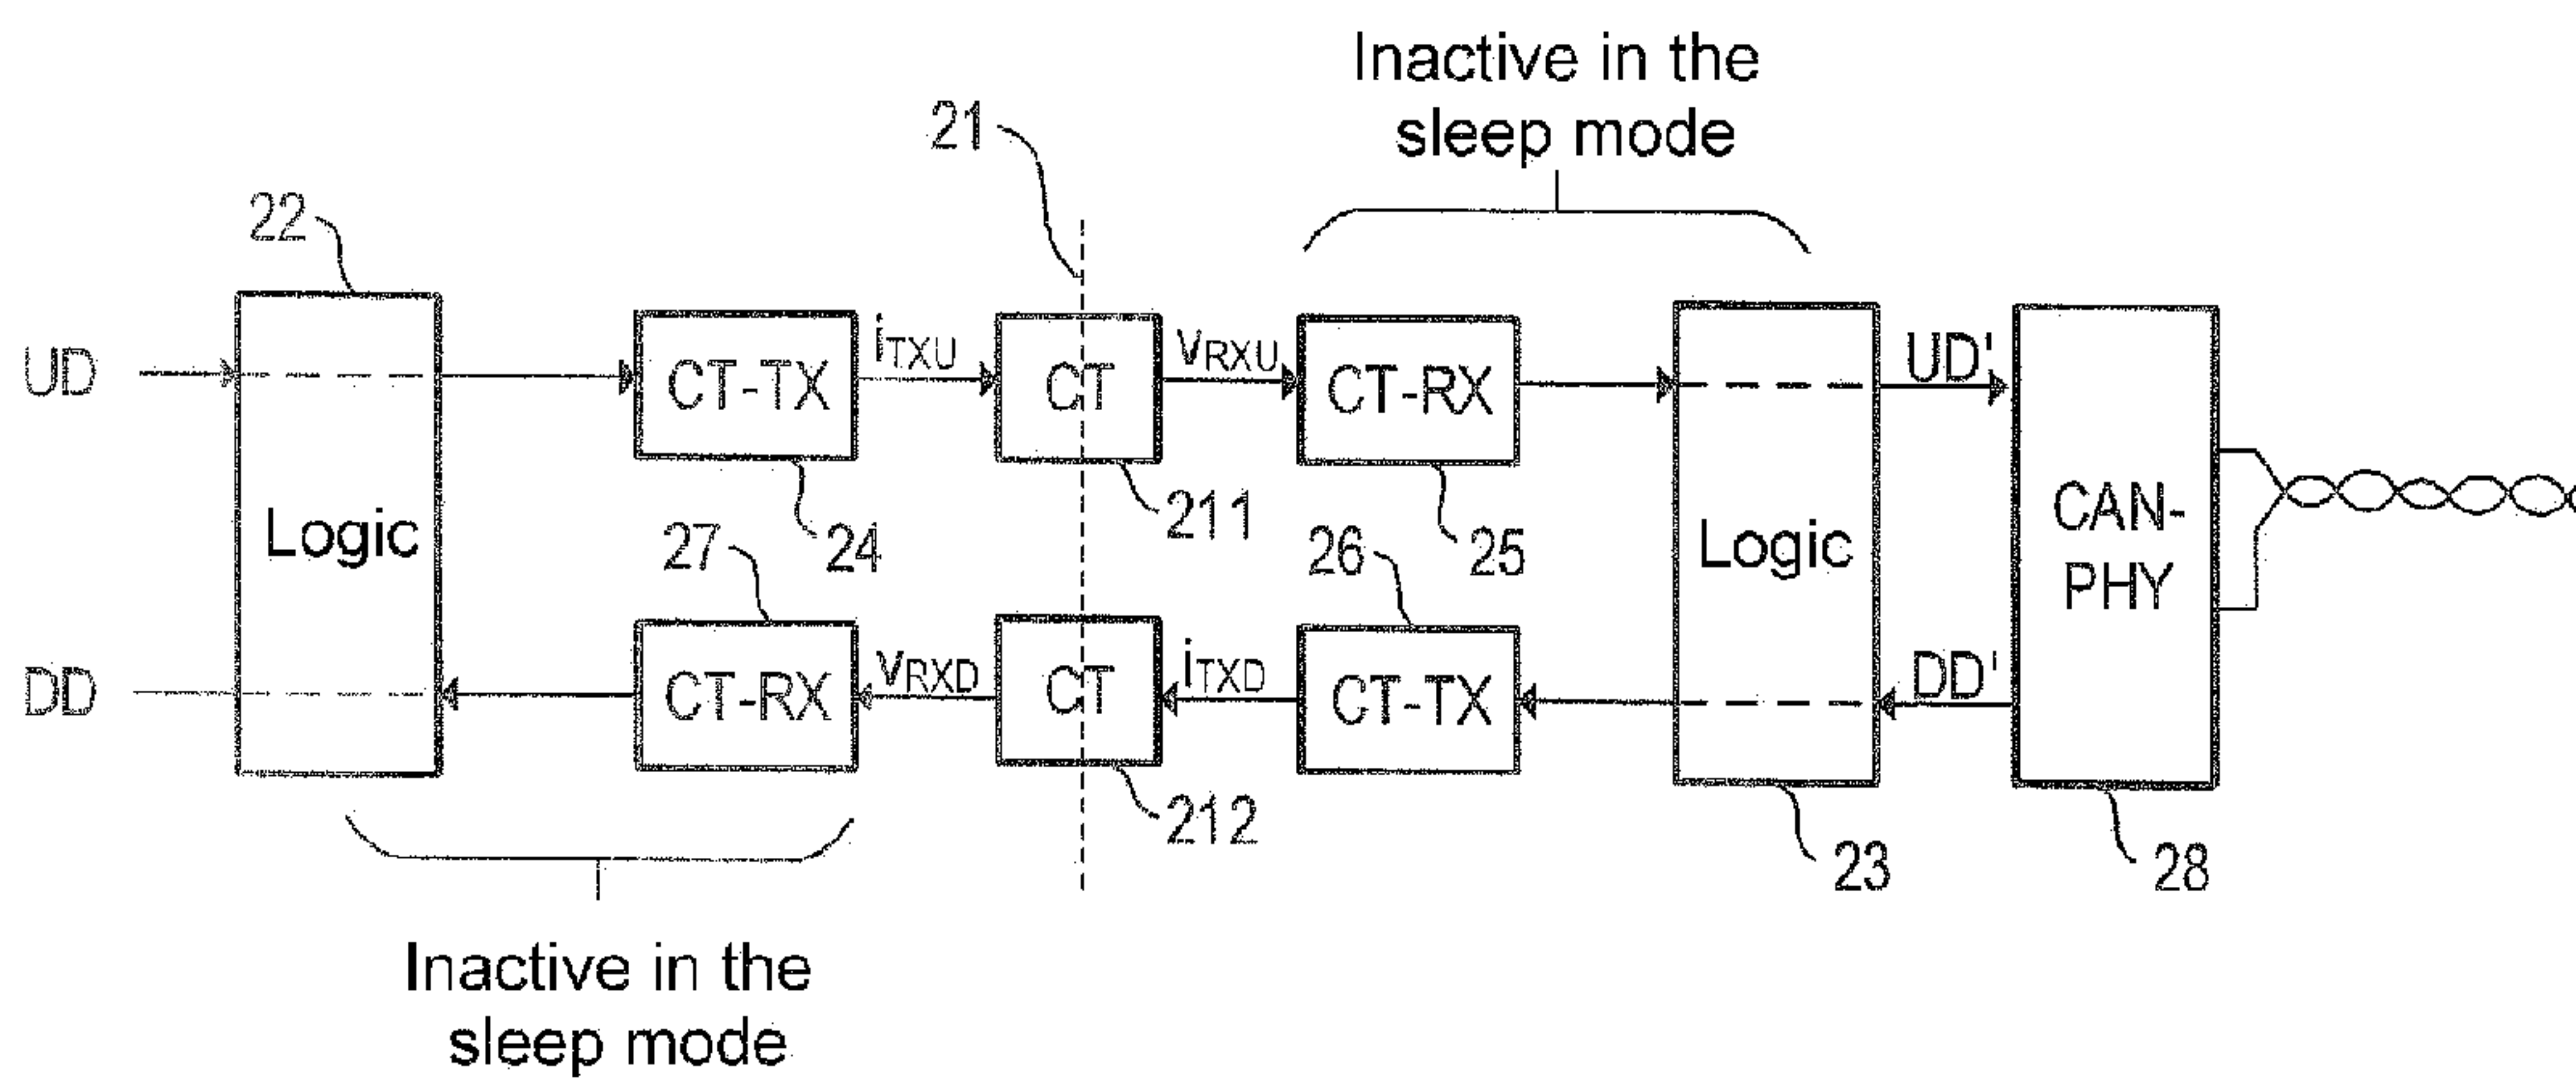 Inactive in the
sleep mode
21
22
UD
CT-TX
iTXU
CT
VRXU
CT-RX
UD'
Logic
24
211
25
Logic
CAN-
PHY
27
26
DD
CT-RX
VRXD
CT
iTXD
CT-TX
DD'
212
23
28
Inactive in the
sleep mode